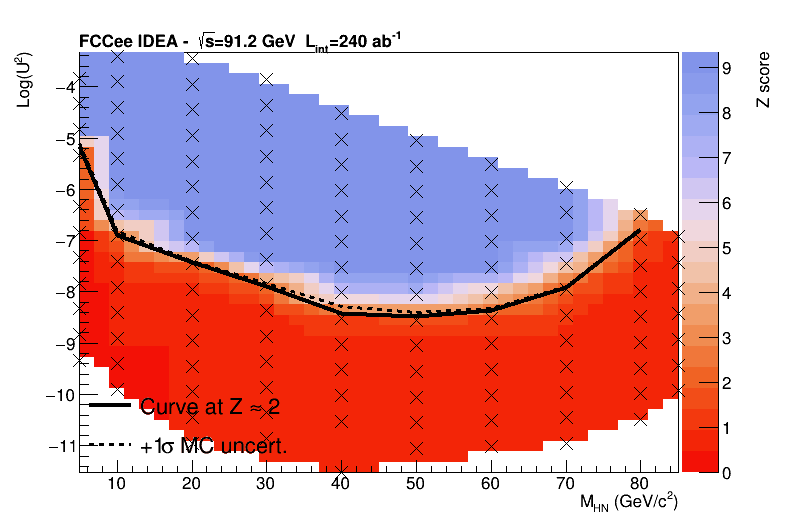 FCCee IDEA - √s=91.2 GeV L_int=240 ab⁻¹
Log(U²)
Z score
−4
−5
−6
−7
−8
−9
−10
−11
9
8
7
6
5
4
3
2
1
0
Curve at Z ≈ 2
+1σ MC uncert.
10 20 30 40 50 60 70 80
M_HN (GeV/c²)